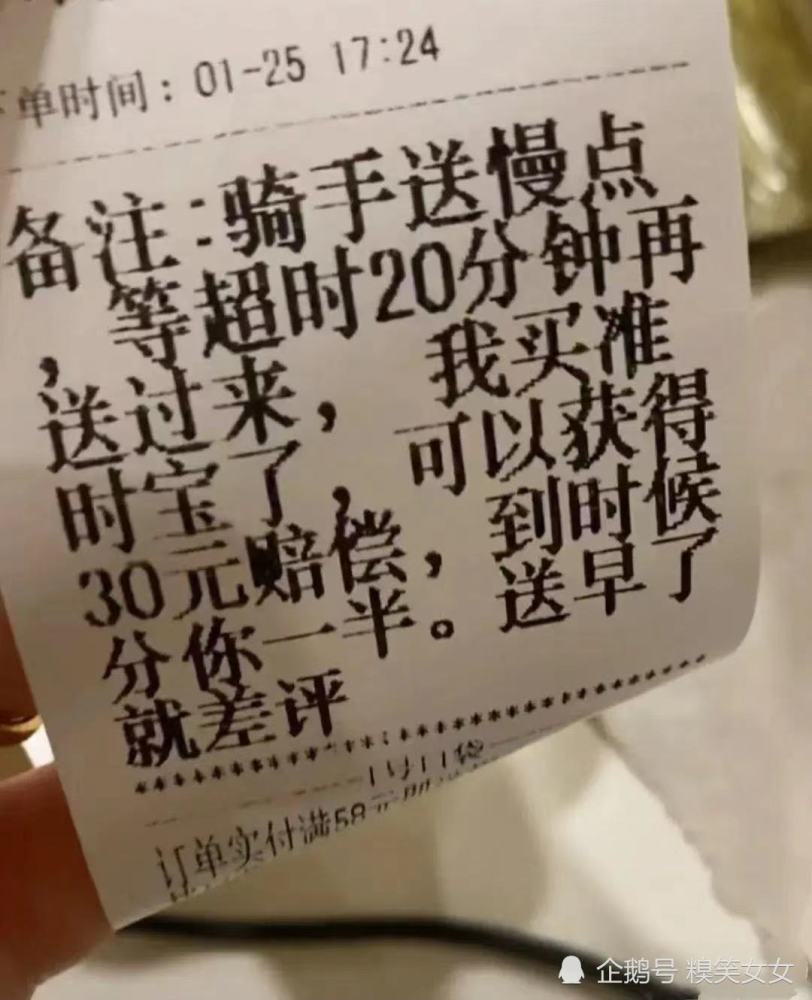 单时间：01-25 17:24
备注:骑手送慢点
，等超时20分钟再
送过来，我买准
时宝了，可以获得
30元赔偿，到时候
分你一半。送早了
就差评
订单实付满58元
企鹅号 糗笑女女